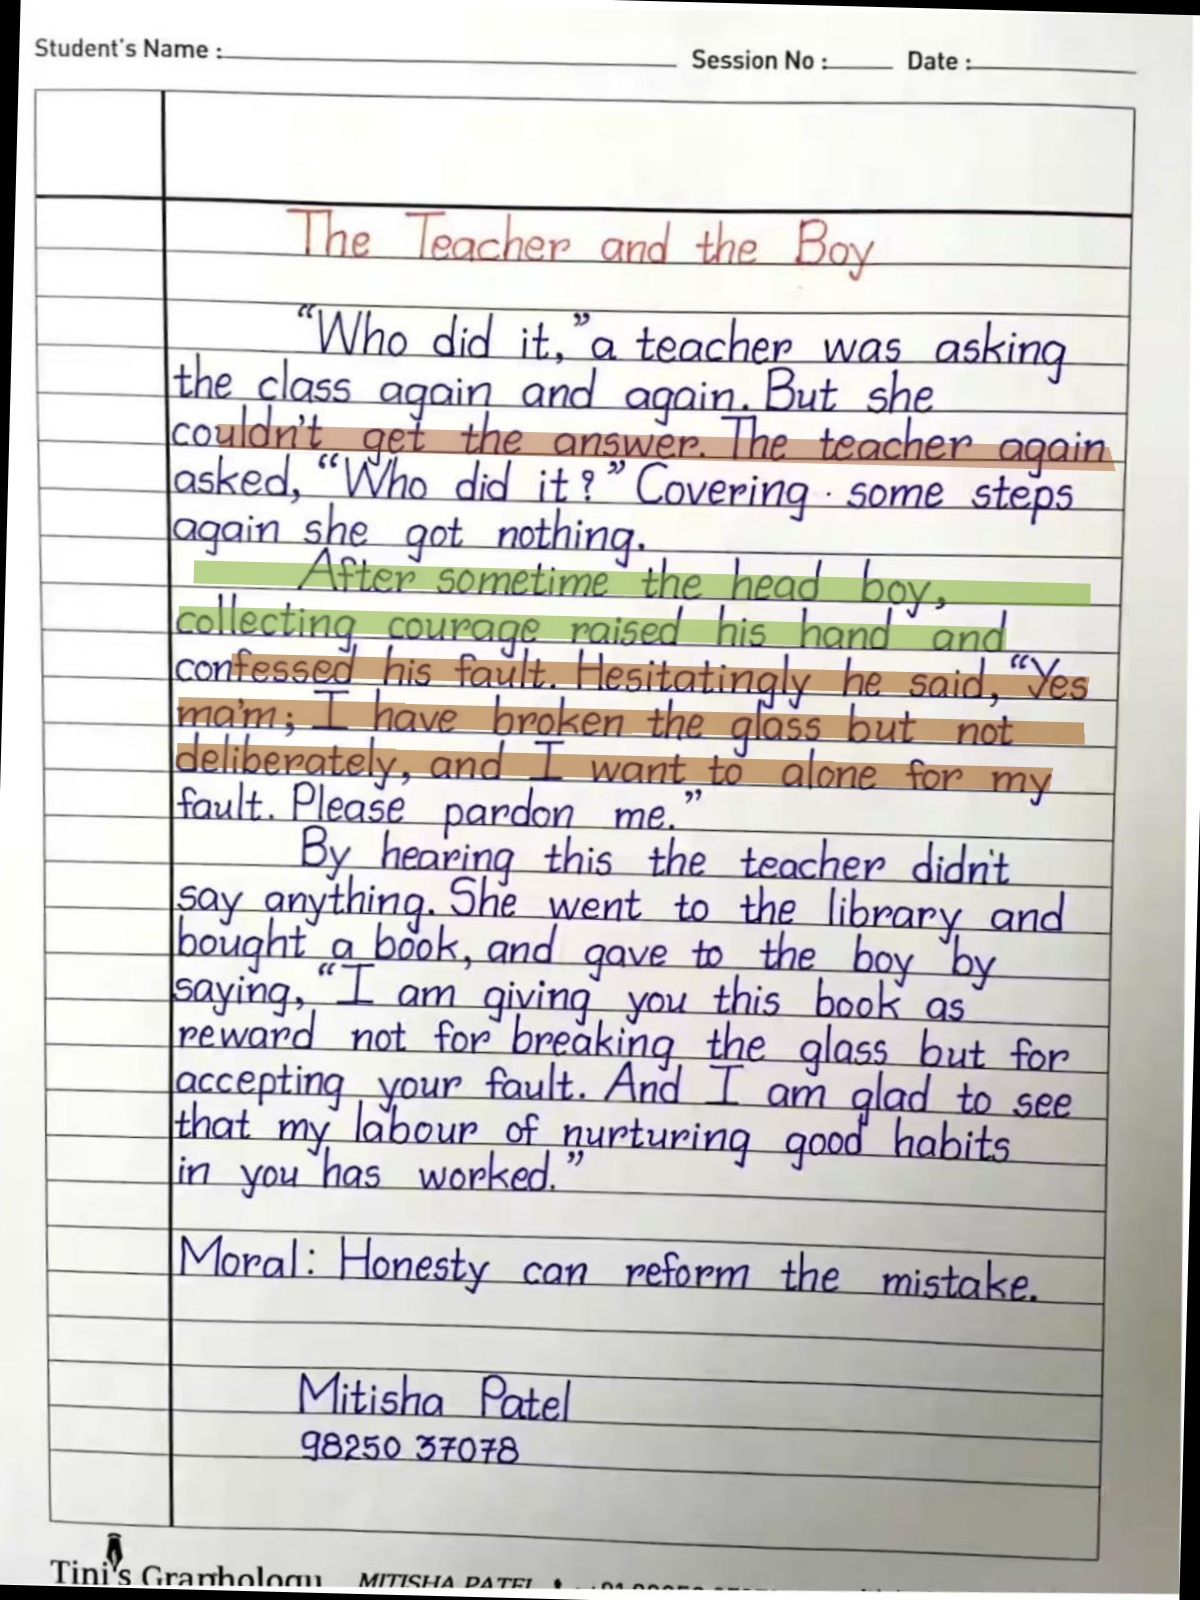 Student's Name :
Session No : Date :
The Teacher and the Boy
"Who did it," a teacher was asking
the class again and again. But she
couldn't get the answer. The teacher again
asked, "Who did it?" Covering some steps
again she got nothing.
After sometime the head boy,
collecting courage raised his hand and
confessed his fault. Hesitatingly he said, "Yes
ma'm; I have broken the glass but not
deliberately, and I want to alone for my
fault. Please pardon me."
By hearing this the teacher didn't
say anything. She went to the library and
bought a book, and gave to the boy by
saying, "I am giving you this book as
reward not for breaking the glass but for
accepting your fault. And I am glad to see
that my labour of nurturing good habits
in you has worked."
Moral: Honesty can reform the mistake.
Mitisha Patel
98250 37078
Tini's Graphology MITISHA PATEL